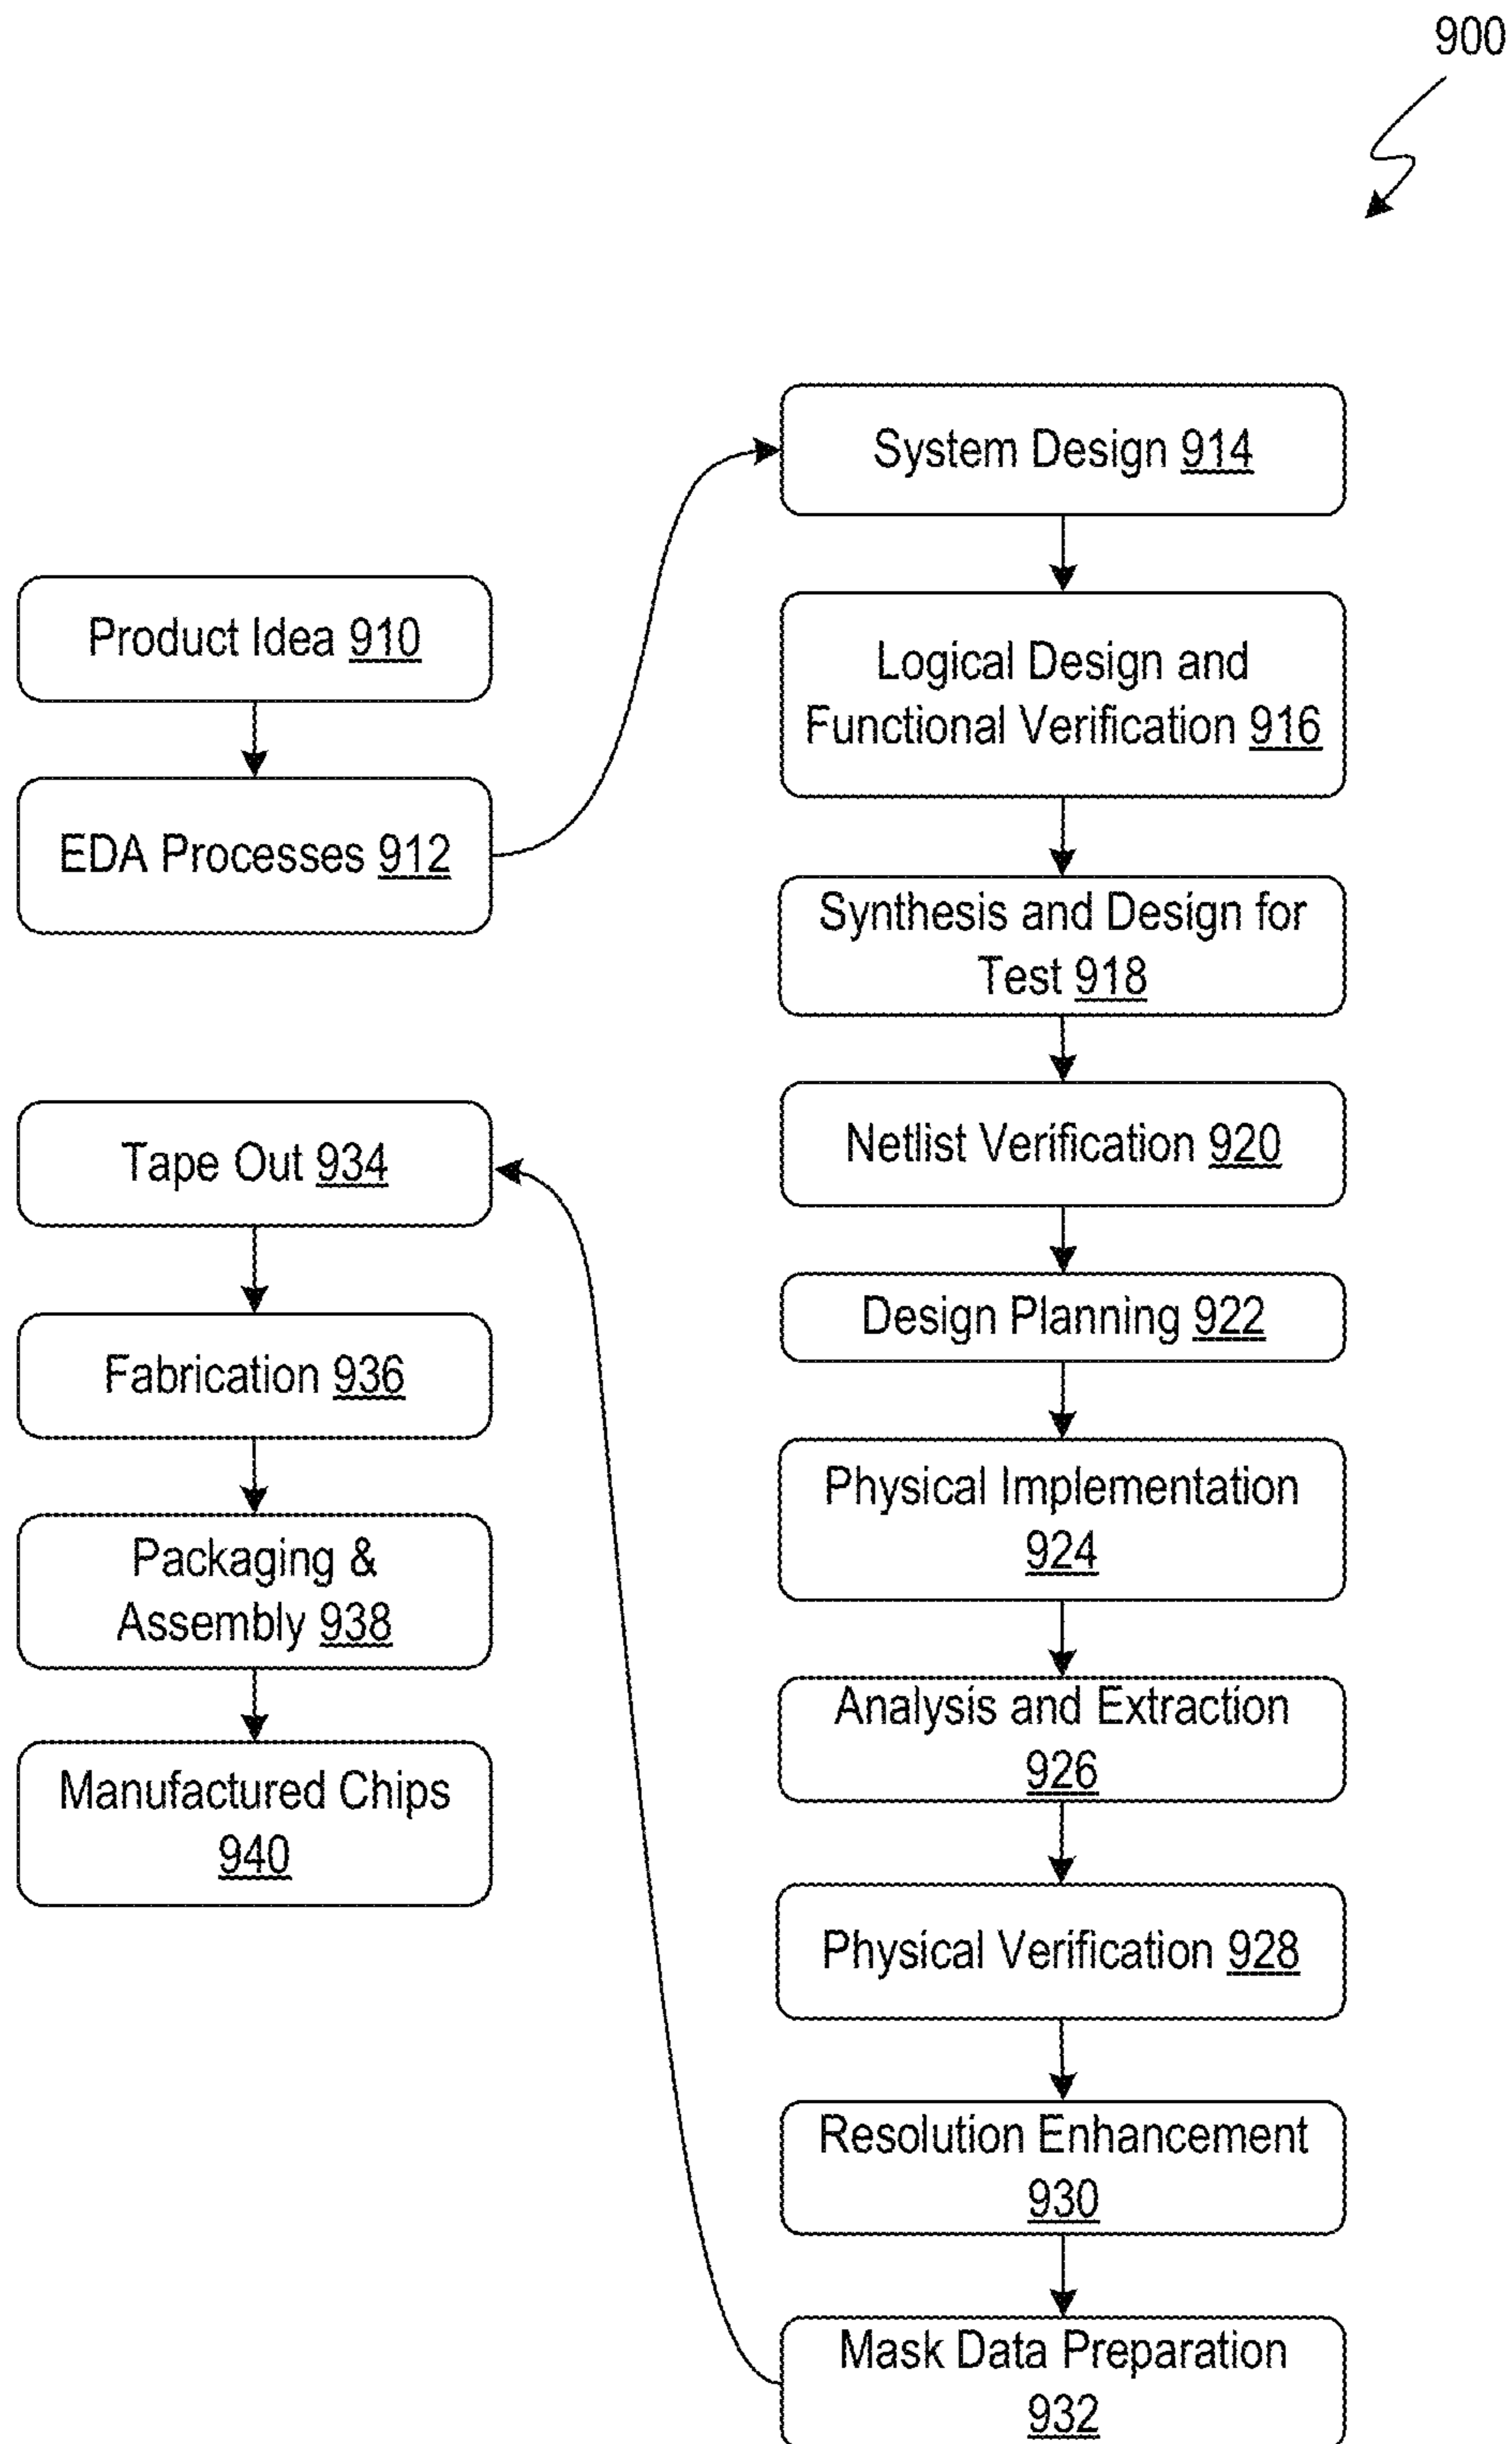 900
Product Idea 910
EDA Processes 912
System Design 914
Logical Design and
Functional Verification 916
Synthesis and Design for
Test 918
Netlist Verification 920
Design Planning 922
Physical Implementation
924
Analysis and Extraction
926
Physical Verification 928
Resolution Enhancement
930
Mask Data Preparation
932
Tape Out 934
Fabrication 936
Packaging &
Assembly 938
Manufactured Chips
940